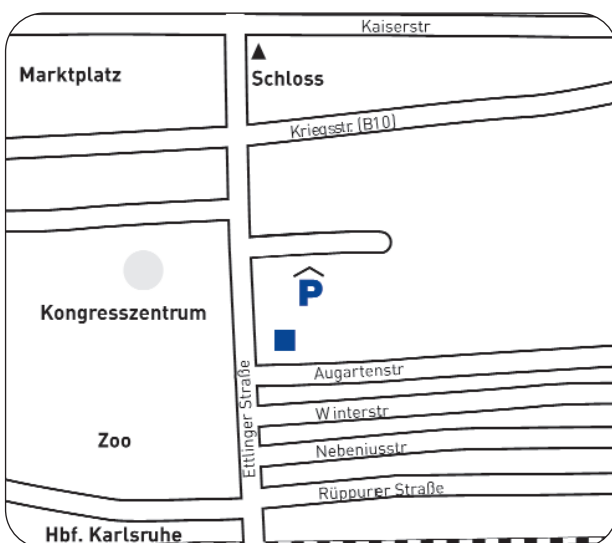 Kaiserstr
Marktplatz
Schloss
Kriegsstr. (B10)
P
Kongresszentrum
Ettlinger Straße
Augartenstr
Winterstr
Zoo
Nebeniusstr
Rüppurer Straße
Hbf. Karlsruhe